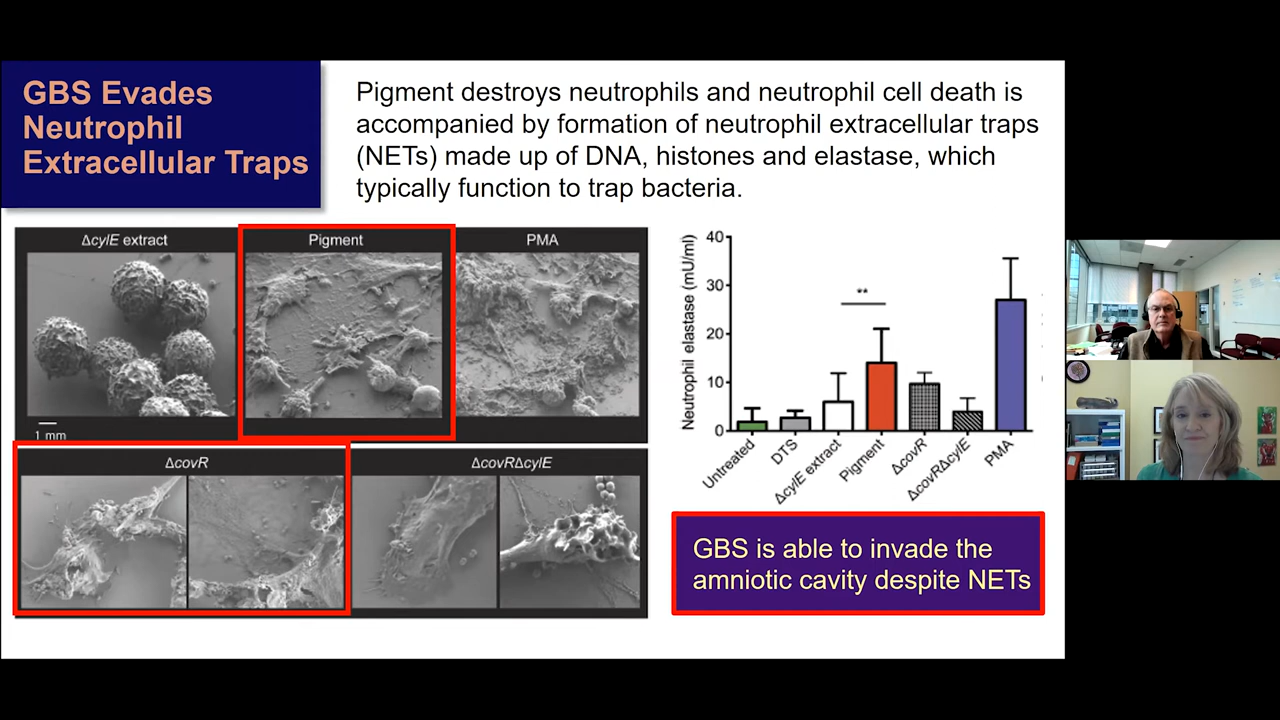 GBS Evades
Neutrophil
Extracellular Traps
Pigment destroys neutrophils and neutrophil cell death is
accompanied by formation of neutrophil extracellular traps
(NETs) made up of DNA, histones and elastase, which
typically function to trap bacteria.
ΔcylE extract
Pigment
PMA
1 mm
ΔcovR
ΔcovRΔcylE
Neutrophil elastase (mU/ml)
40
30
20
10
0
**
Untreated
DTS
ΔcylE extract
Pigment
ΔcovR
ΔcovRΔcylE
PMA
GBS is able to invade the
amniotic cavity despite NETs